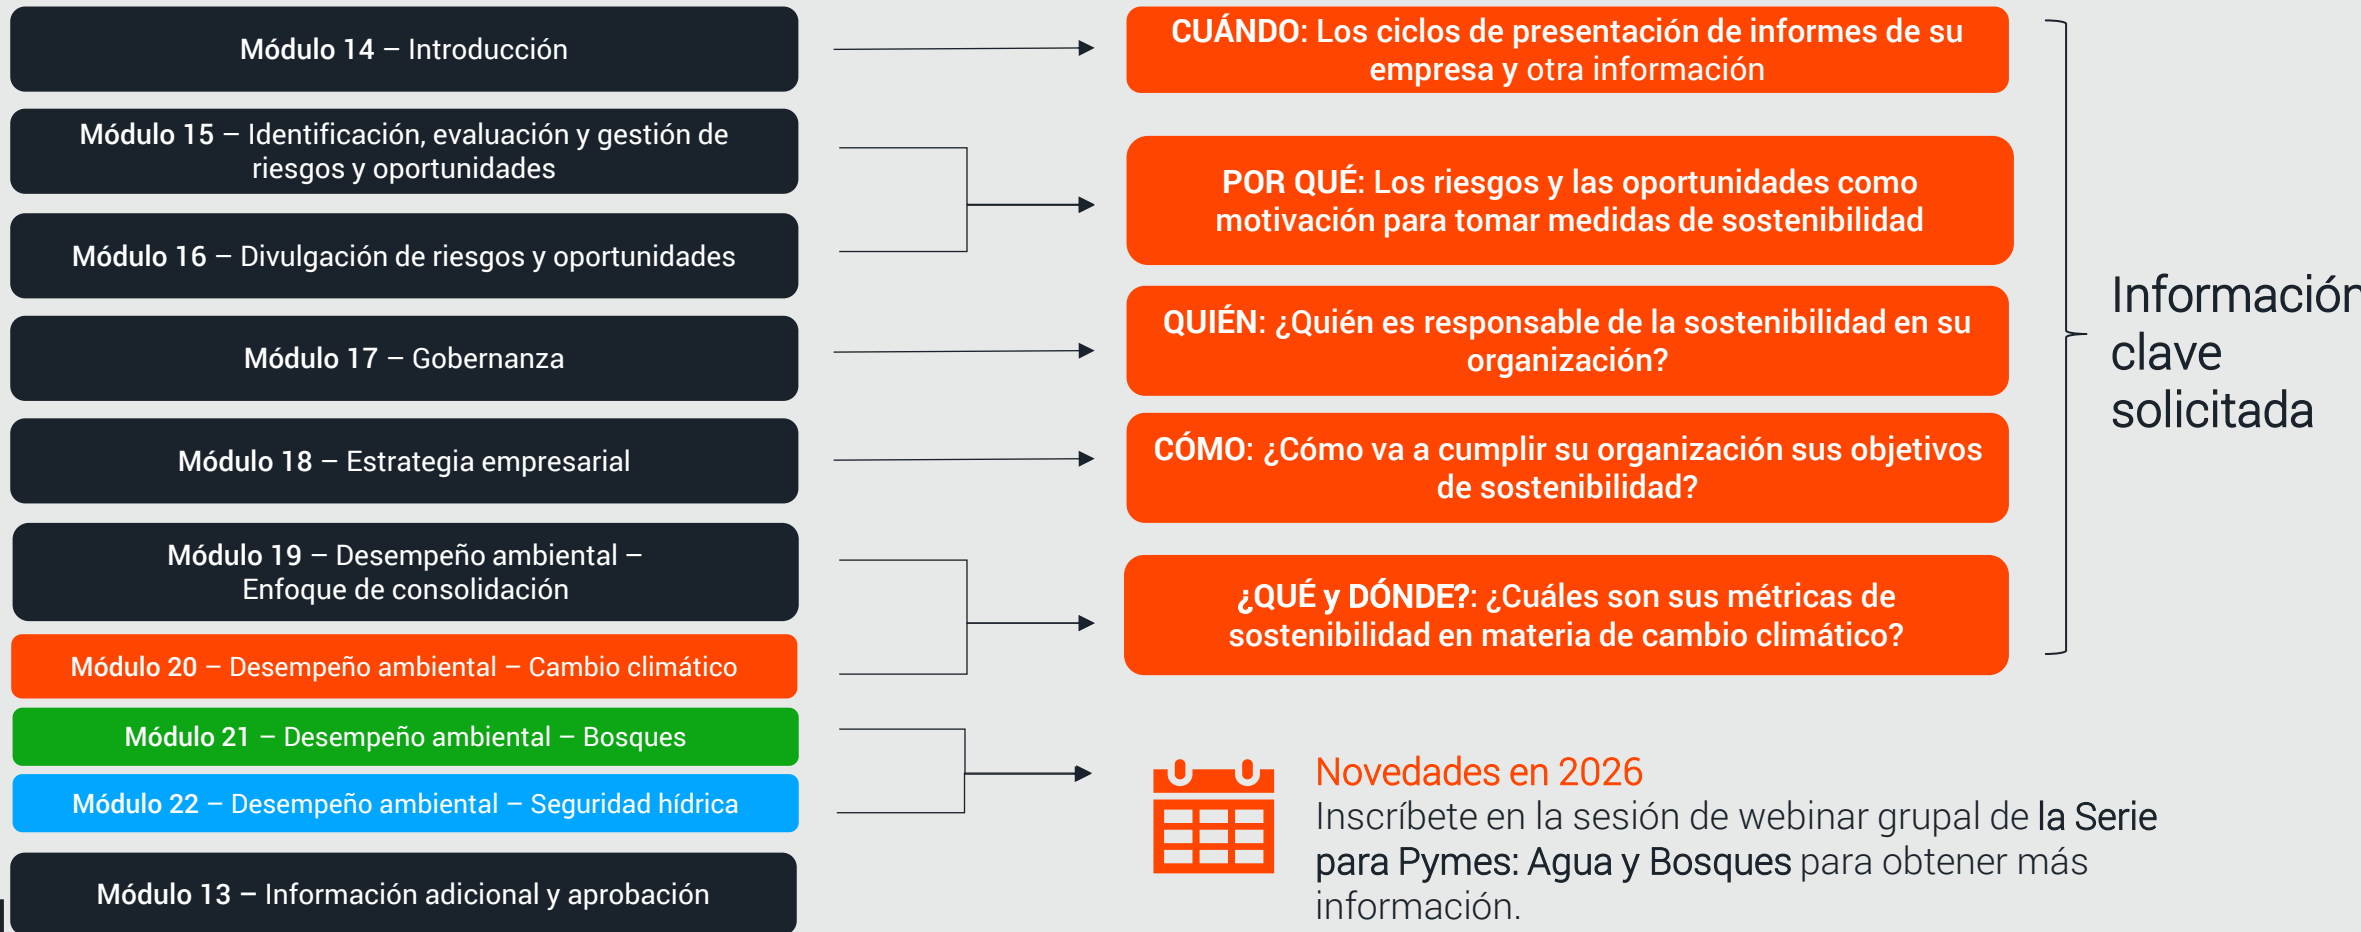 Módulo 14 – Introducción
CUÁNDO: Los ciclos de presentación de informes de su
empresa y otra información
Módulo 15 – Identificación, evaluación y gestión de
riesgos y oportunidades
POR QUÉ: Los riesgos y las oportunidades como
motivación para tomar medidas de sostenibilidad
Módulo 16 – Divulgación de riesgos y oportunidades
Módulo 17 – Gobernanza
QUIÉN: ¿Quién es responsable de la sostenibilidad en su
organización?
Módulo 18 – Estrategia empresarial
CÓMO: ¿Cómo va a cumplir su organización sus objetivos
de sostenibilidad?
Módulo 19 – Desempeño ambiental –
Enfoque de consolidación
¿QUÉ y DÓNDE?: ¿Cuáles son sus métricas de
sostenibilidad en materia de cambio climático?
Módulo 20 – Desempeño ambiental – Cambio climático
Información
clave
solicitada
Módulo 21 – Desempeño ambiental – Bosques
Módulo 22 – Desempeño ambiental – Seguridad hídrica
Módulo 13 – Información adicional y aprobación
Novedades en 2026
Inscríbete en la sesión de webinar grupal de la Serie
para Pymes: Agua y Bosques para obtener más
información.